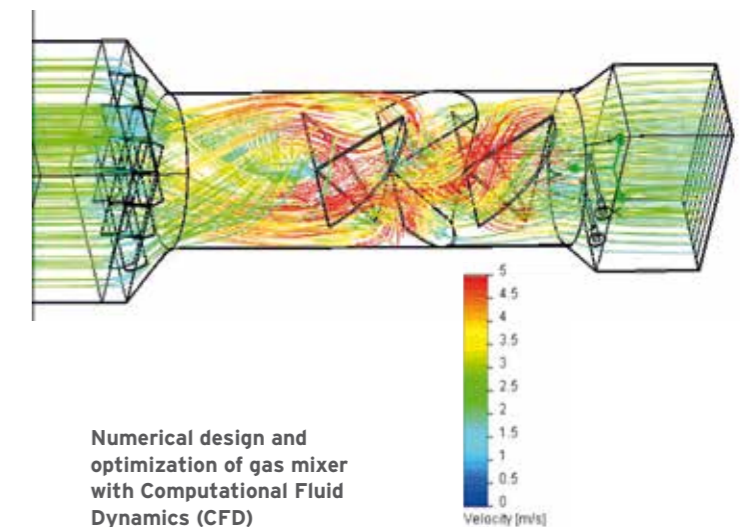 5
4.5
4
3.5
3
2.5
2
1.5
1
0.5
0
Velocity [m/s]
Numerical design and
optimization of gas mixer
with Computational Fluid
Dynamics (CFD)